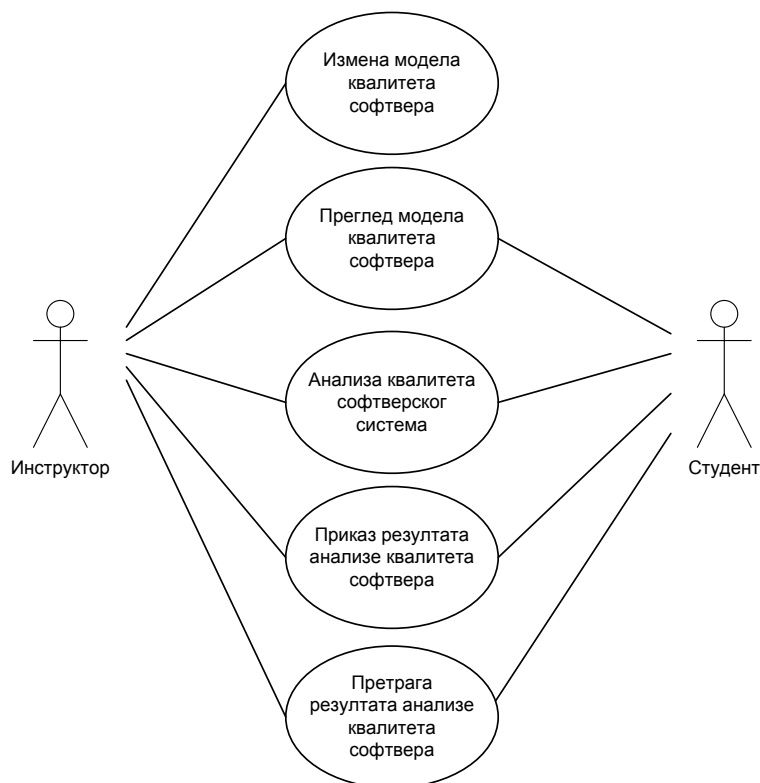 Измена модела
квалитета
софтвера
Преглед модела
квалитета
софтвера
Анализа квалитета
софтверског
система
Инструктор
Студент
Приказ резултата
анализе квалитета
софтвера
Претрага
резултата анализе
квалитета
софтвера